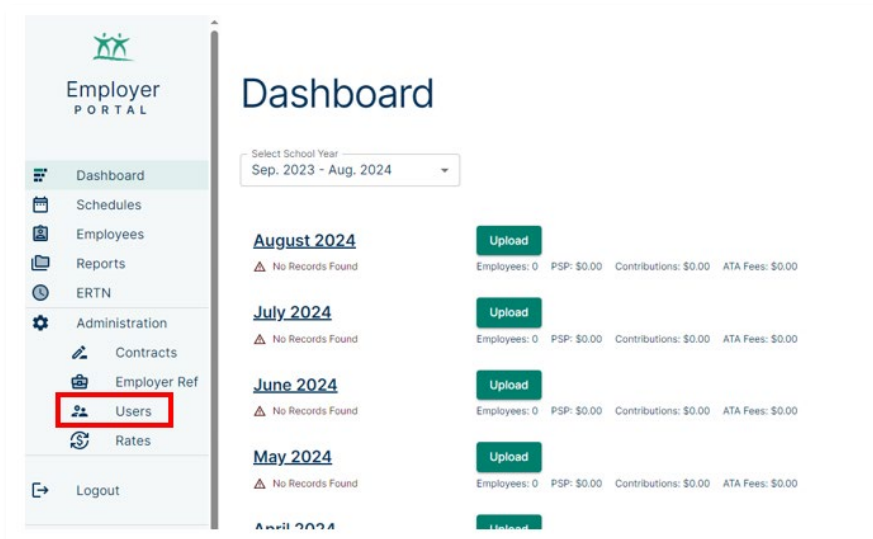 Employer
PORTAL
Dashboard
Schedules
Employees
Reports
ERTN
Administration
Contracts
Employer Ref
Users
Rates
Logout
Dashboard
Select School Year
Sep. 2023 - Aug. 2024
August 2024
Upload
No Records Found
Employees: 0 PSP: $0.00 Contributions: $0.00 ATA Fees: $0.00
July 2024
Upload
No Records Found
Employees: 0 PSP: $0.00 Contributions: $0.00 ATA Fees: $0.00
June 2024
Upload
No Records Found
Employees: 0 PSP: $0.00 Contributions: $0.00 ATA Fees: $0.00
May 2024
Upload
No Records Found
Employees: 0 PSP: $0.00 Contributions: $0.00 ATA Fees: $0.00
April 2024
Upload